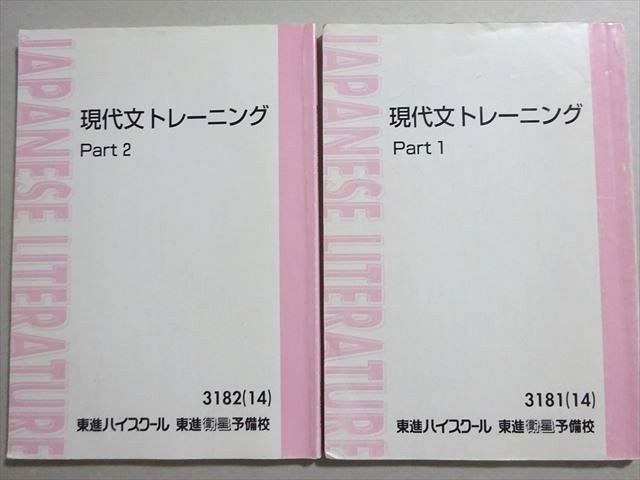 JAPANESE LITERATURE
現代文トレーニング
Part 2
3182(14)
東進ハイスクール 東進衛星予備校
JAPANESE LITERATURE
現代文トレーニング
Part 1
3181(14)
東進ハイスクール 東進衛星予備校